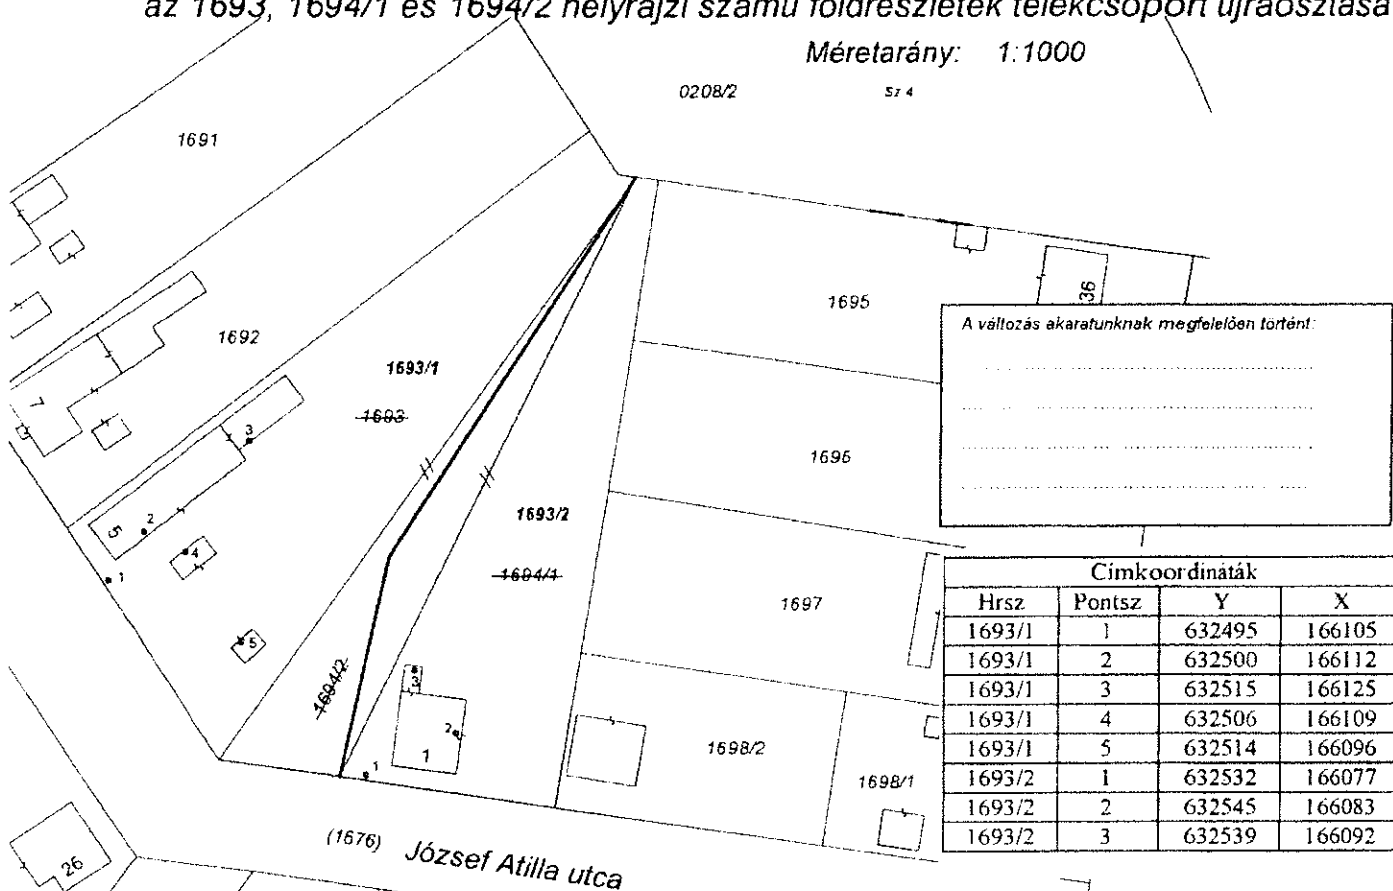 az 1693, 1694/1 és 1694/2 helyrajzi számú földrészletek telekcsoport újraosztása
Méretarány: 1:1000
0208/2
Sz 4
1691
1692
1693/1
1693
1695
36
A változás akaratunknak megfelelően történt:
1696
7
3
5
2
4
1
5
1693/2
1694/1
1697
1694/2
3
2
1
1
1698/2
1698/1
Címkoordináták
Hrsz Pontsz Y X
1693/1 1 632495 166105
1693/1 2 632500 166112
1693/1 3 632515 166125
1693/1 4 632506 166109
1693/1 5 632514 166096
1693/2 1 632532 166077
1693/2 2 632545 166083
1693/2 3 632539 166092
(1676) József Atilla utca
26